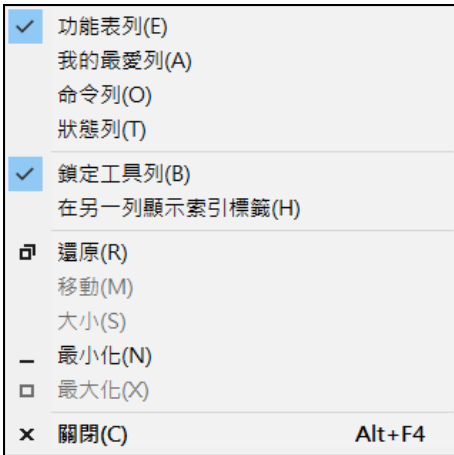 功能表列(E)
我的最愛列(A)
命令列(O)
狀態列(T)
鎖定工具列(B)
在另一列顯示索引標籤(H)
還原(R)
移動(M)
大小(S)
最小化(N)
最大化(X)
關閉(C) Alt+F4